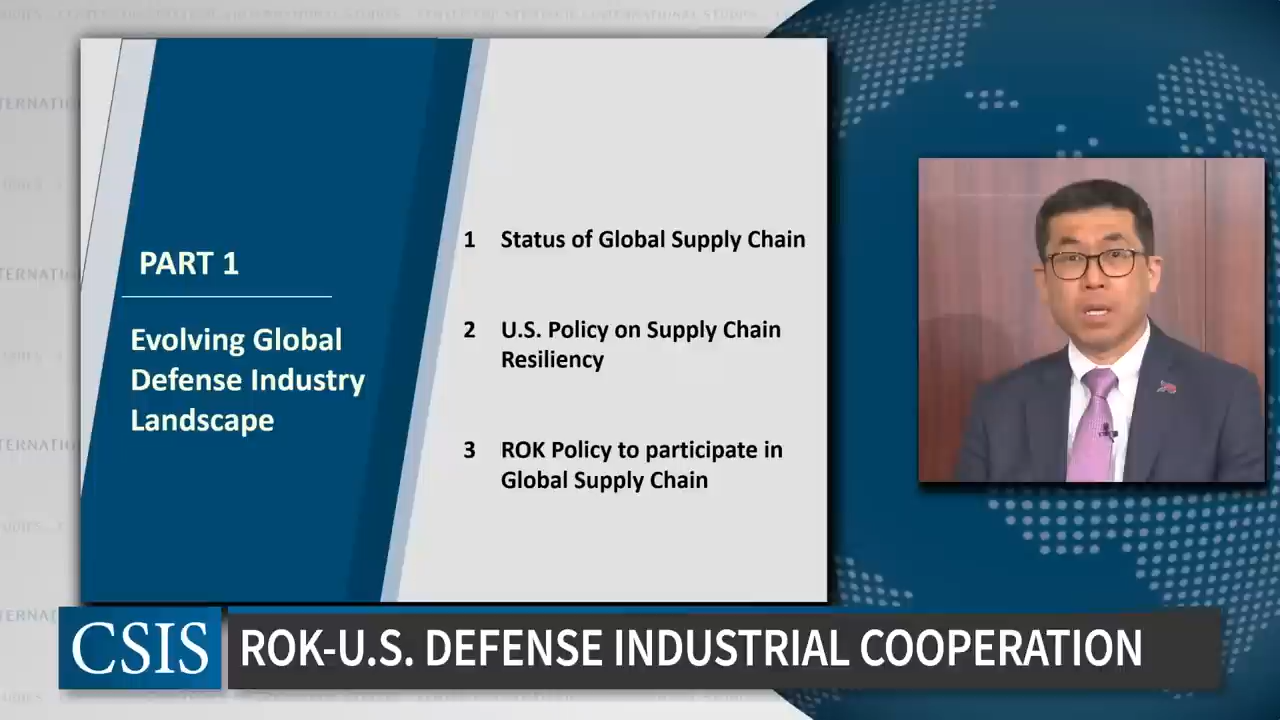 PART 1
Evolving Global
Defense Industry
Landscape
1 Status of Global Supply Chain
2 U.S. Policy on Supply Chain
Resiliency
3 ROK Policy to participate in
Global Supply Chain
CSIS
ROK-U.S. DEFENSE INDUSTRIAL COOPERATION